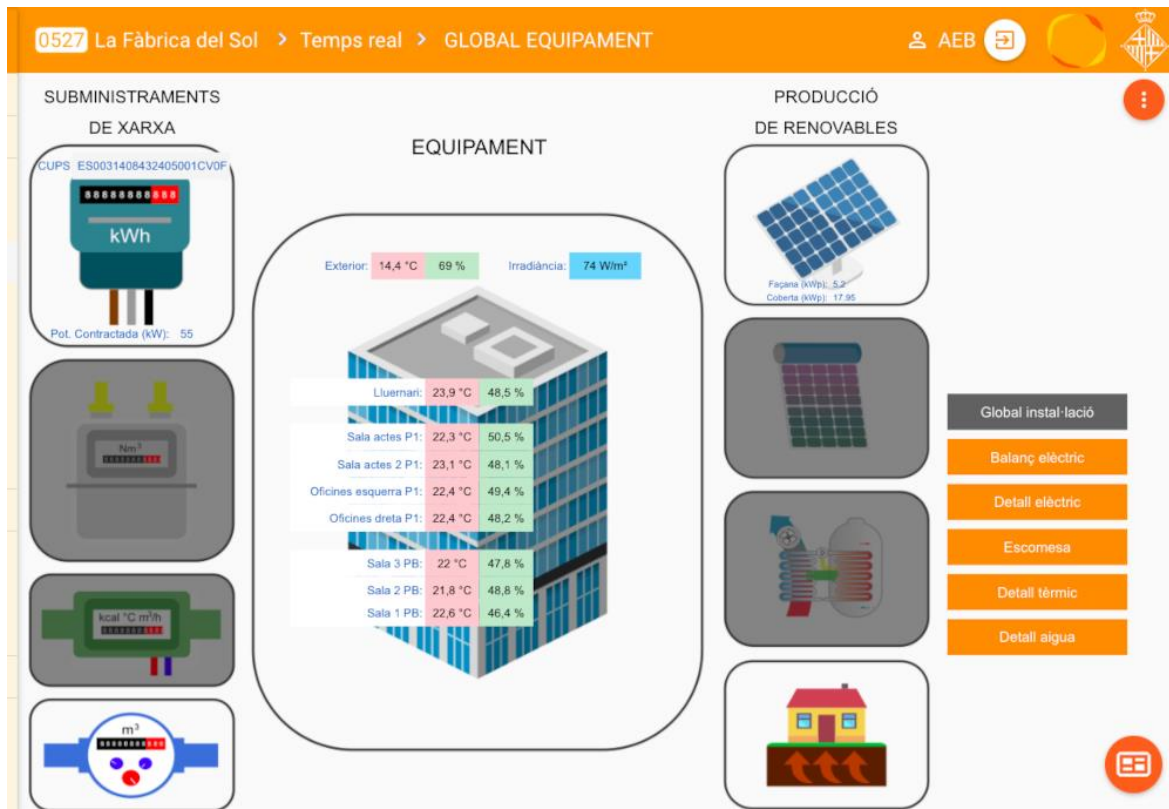 0527 La Fàbrica del Sol > Temps real > GLOBAL EQUIPAMENT
AEB
SUBMINISTRAMENTS
DE XARXA
CUPS ES0031408432405001CV0F
kWh
Pot. Contractada (kW): 55
Nm³
kcal °C m³/h
m³
EQUIPAMENT
Exterior: 14,4 °C 69 % Irradiància: 74 W/m²
Lluernari: 23,9 °C 48,5 %
Sala actes P1: 22,3 °C 50,5 %
Sala actes 2 P1: 23,1 °C 48,1 %
Oficines esquerra P1: 22,4 °C 49,4 %
Oficines dreta P1: 22,4 °C 48,2 %
Sala 3 PB: 22 °C 47,8 %
Sala 2 PB: 21,8 °C 48,8 %
Sala 1 PB: 22,6 °C 46,4 %
PRODUCCIÓ
DE RENOVABLES
Façana (kWp): 5.2
Coberta (kWp): 17.95
Global instal·lació
Balanç elèctric
Detall elèctric
Escomesa
Detall tèrmic
Detall aigua